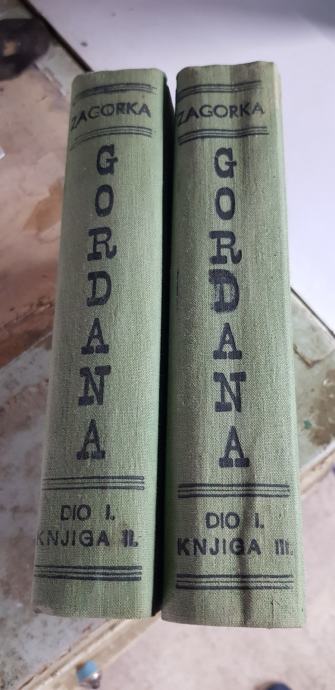 ZAGORKA
GORDANA
DIO I.
KNJIGA II.
ZAGORKA
GORDANA
DIO I.
KNJIGA III.